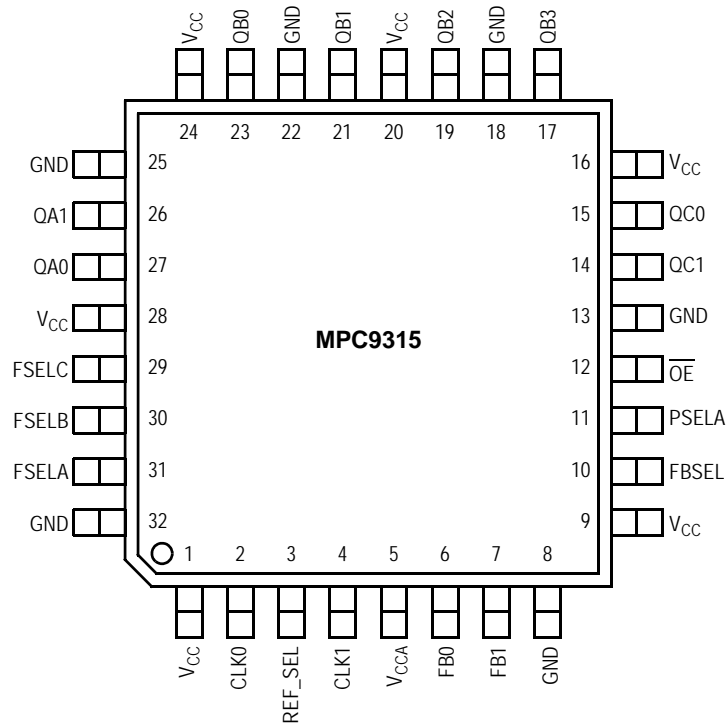 VCC QB0 GND QB1 VCC QB2 GND QB3
24 23 22 21 20 19 18 17
GND 25 16 VCC
QA1 26 15 QC0
QA0 27 14 QC1
VCC 28 13 GND
MPC9315
FSELC 29 12 OE
FSELB 30 11 PSELA
FSELA 31 10 FBSEL
GND 32 9 VCC
1 2 3 4 5 6 7 8
VCC CLK0 REF_SEL CLK1 VCCA FB0 FB1 GND